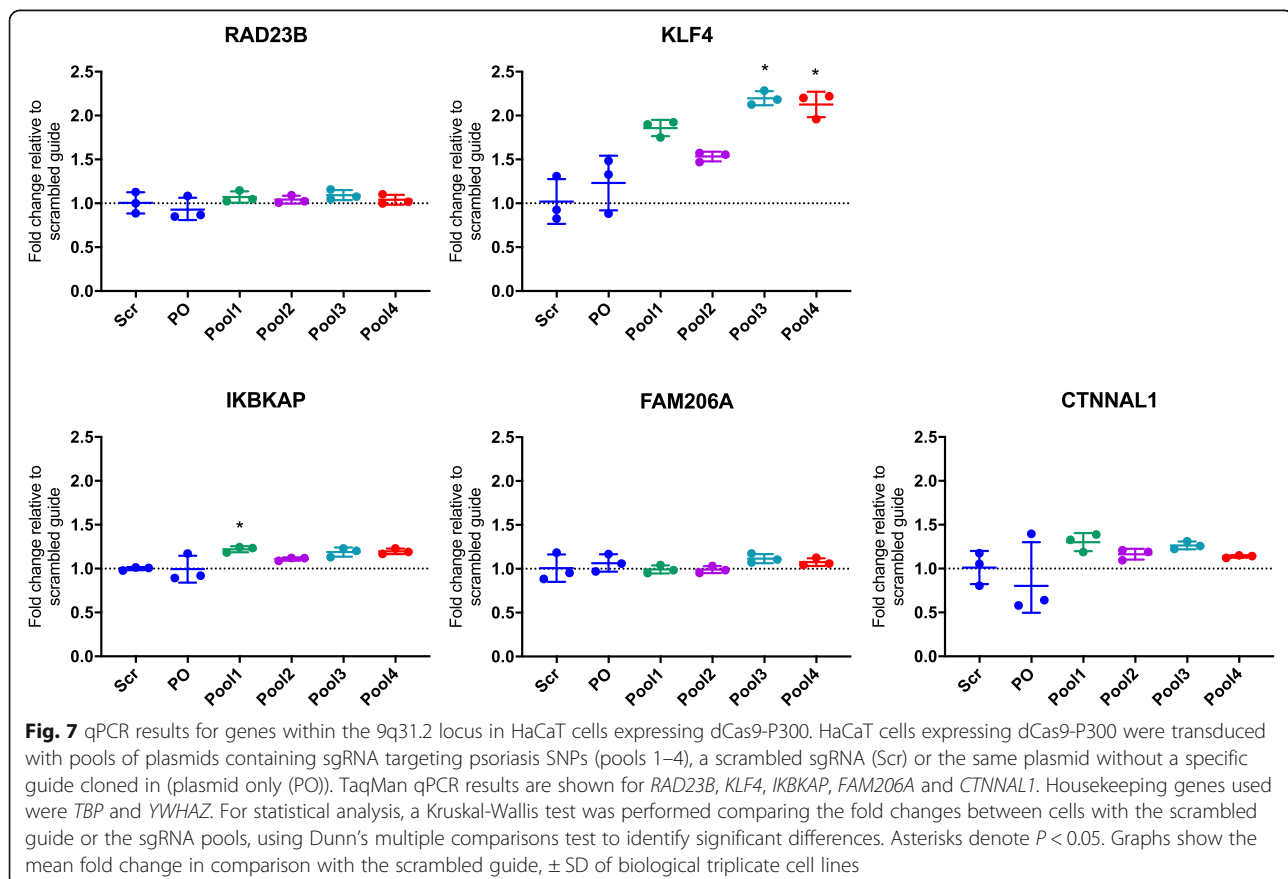 RAD23B
KLF4
Fold change relative to
scrambled guide
2.5
2.0
1.5
1.0
0.5
0.0
Scr
PO
Pool1
Pool2
Pool3
Pool4
Fold change relative to
scrambled guide
2.5
2.0
1.5
1.0
0.5
0.0
*
*
Scr
PO
Pool1
Pool2
Pool3
Pool4
IKBKAP
FAM206A
CTNNAL1
Fold change relative to
scrambled guide
2.5
2.0
1.5
1.0
0.5
0.0
*
Scr
PO
Pool1
Pool2
Pool3
Pool4
Fold change relative to
scrambled guide
2.5
2.0
1.5
1.0
0.5
0.0
Scr
PO
Pool1
Pool2
Pool3
Pool4
Fold change relative to
scrambled guide
2.5
2.0
1.5
1.0
0.5
0.0
Scr
PO
Pool1
Pool2
Pool3
Pool4
Fig. 7 qPCR results for genes within the 9q31.2 locus in HaCaT cells expressing dCas9-P300. HaCaT cells expressing dCas9-P300 were transduced
with pools of plasmids containing sgRNA targeting psoriasis SNPs (pools 1–4), a scrambled sgRNA (Scr) or the same plasmid without a specific
guide cloned in (plasmid only (PO)). TaqMan qPCR results are shown for RAD23B, KLF4, IKBKAP, FAM206A and CTNNAL1. Housekeeping genes used
were TBP and YWHAZ. For statistical analysis, a Kruskal-Wallis test was performed comparing the fold changes between cells with the scrambled
guide or the sgRNA pools, using Dunn's multiple comparisons test to identify significant differences. Asterisks denote P < 0.05. Graphs show the
mean fold change in comparison with the scrambled guide, ± SD of biological triplicate cell lines